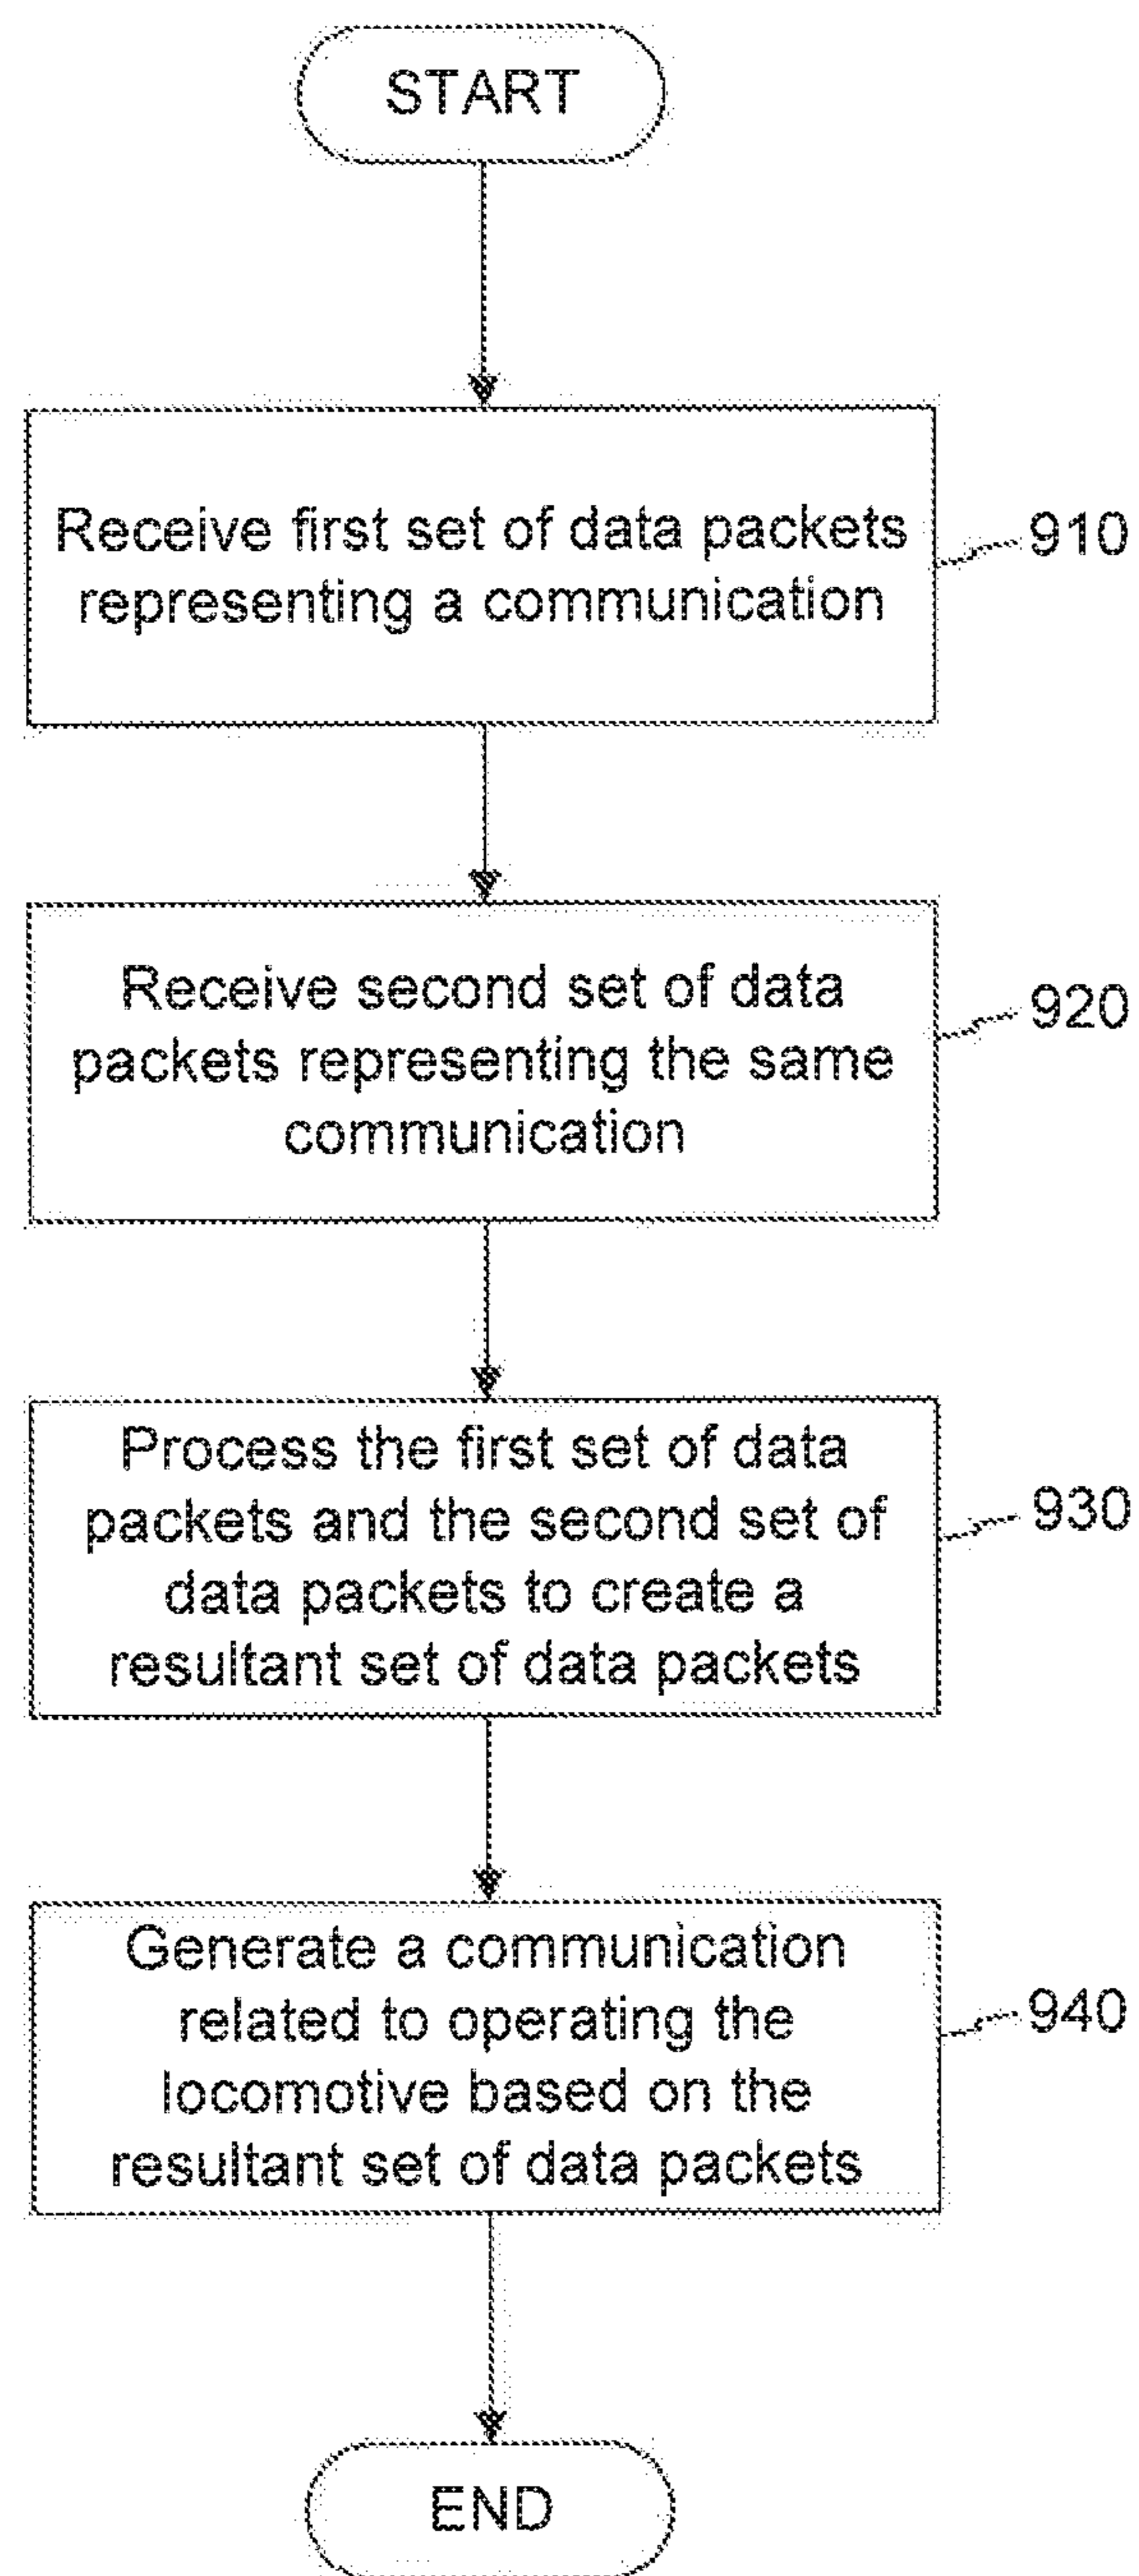 START
Receive first set of data packets
representing a communication
910
Receive second set of data
packets representing the same
communication
920
Process the first set of data
packets and the second set of
data packets to create a
resultant set of data packets
930
Generate a communication
related to operating the
locomotive based on the
resultant set of data packets
940
END